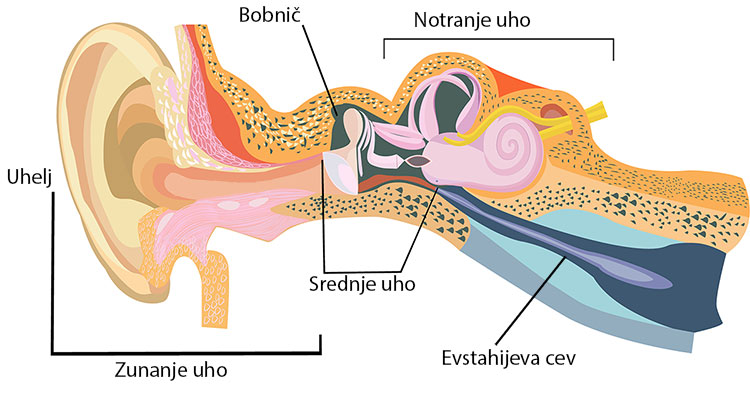 Bobnič
Notranje uho
Uhelj
Srednje uho
Evstahijeva cev
Zunanje uho